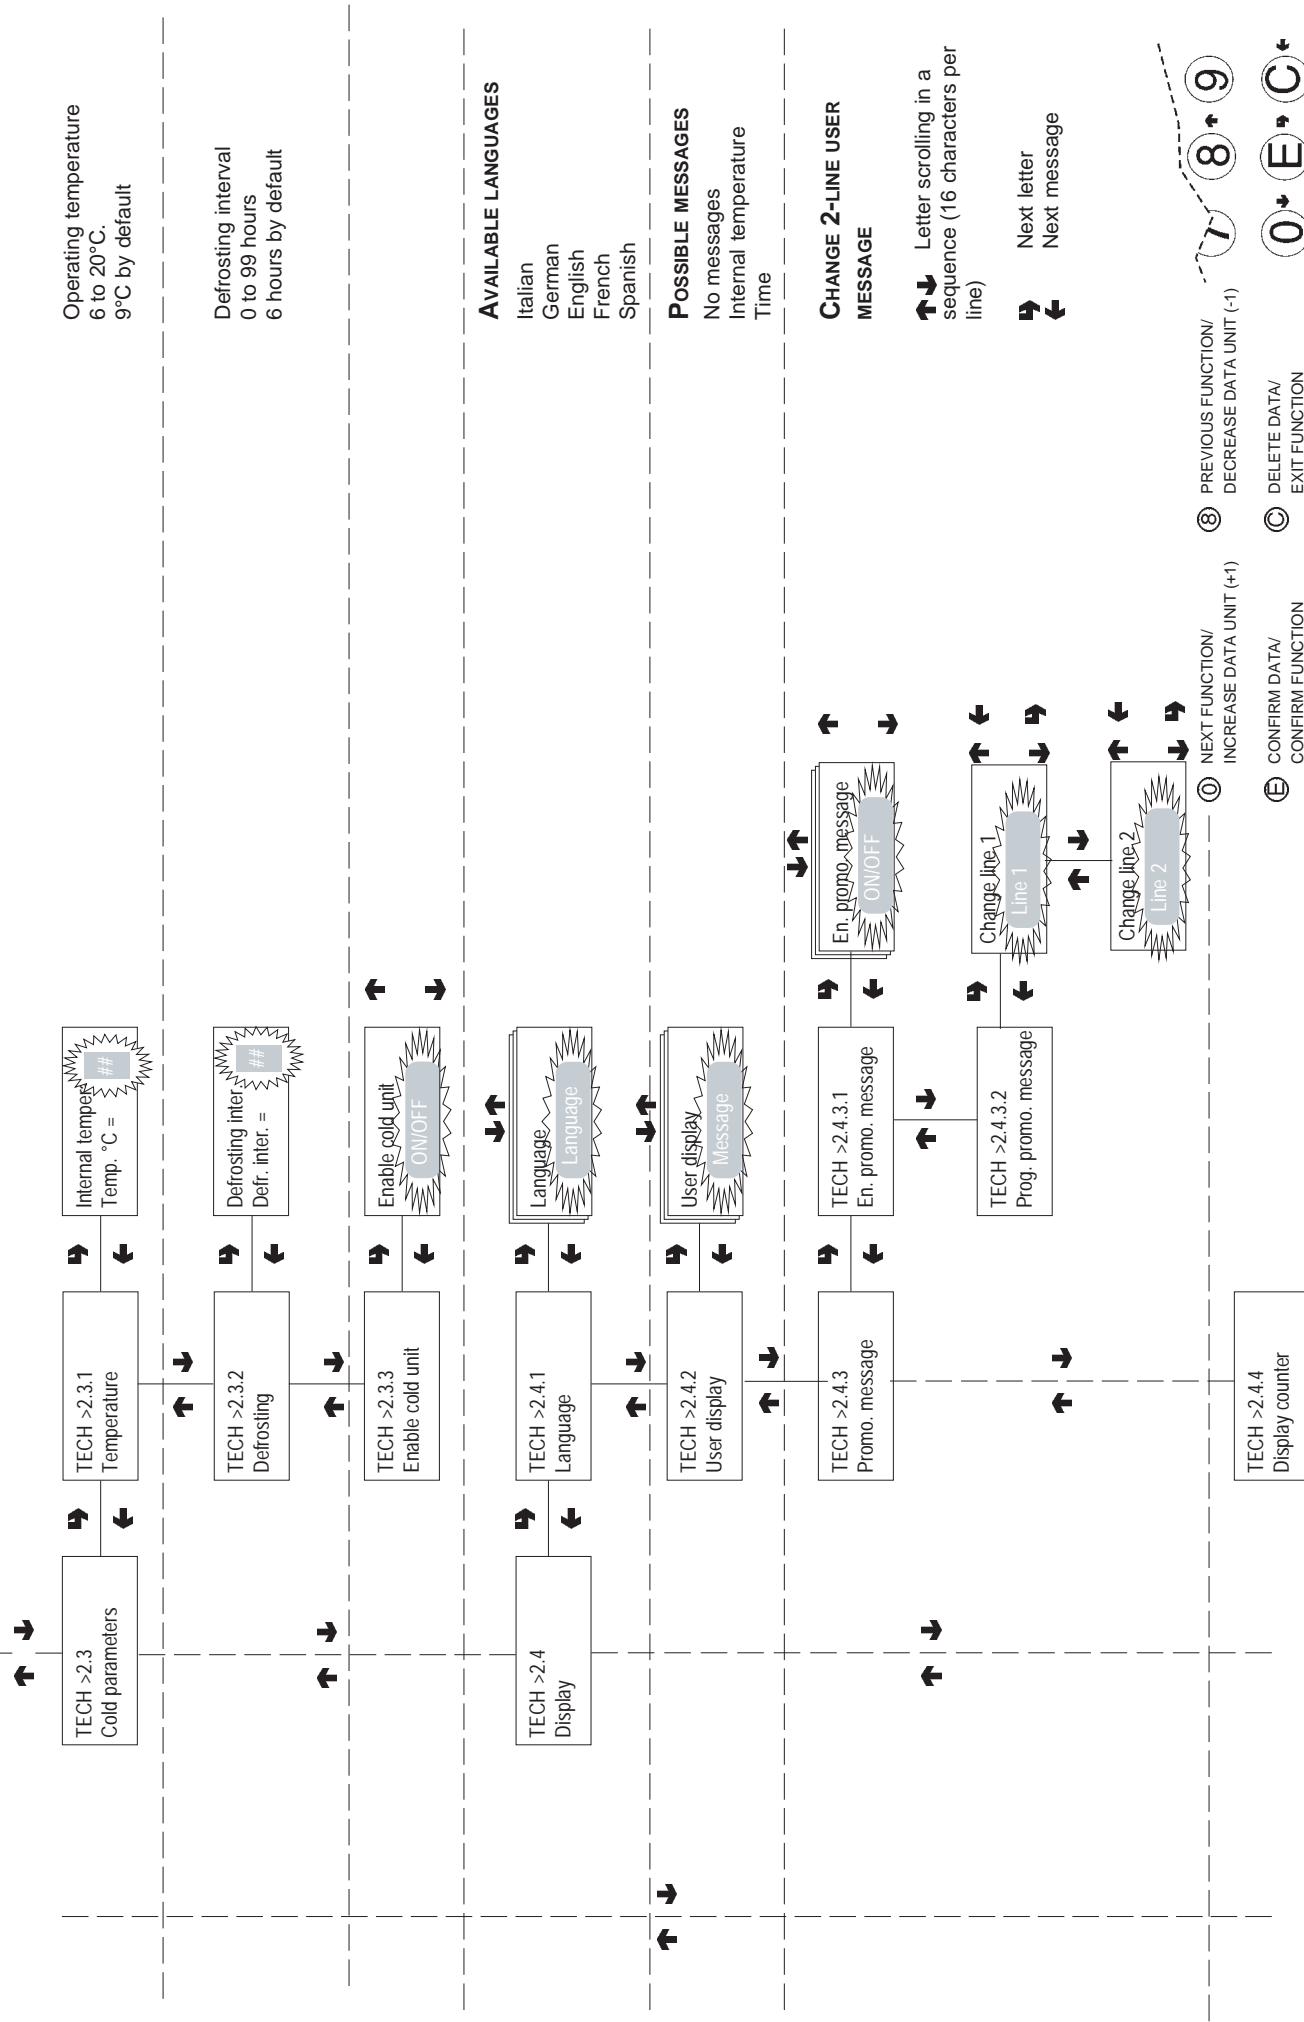 TECH >2.3
Cold parameters
TECH >2.3.1
Temperature
Internal temper
Temp. °C =
##
Operating temperature
6 to 20°C.
9°C by default
TECH >2.3.2
Defrosting
Defrosting inter.
Defr. inter. =
##
Defrosting interval
0 to 99 hours
6 hours by default
TECH >2.3.3
Enable cold unit
Enable cold unit
ON/OFF
TECH >2.4
Display
TECH >2.4.1
Language
Language
Language
AVAILABLE LANGUAGES
Italian
German
English
French
Spanish
TECH >2.4.2
User display
User display
Message
POSSIBLE MESSAGES
No messages
Internal temperature
Time
TECH >2.4.3
Promo. message
TECH >2.4.3.1
En. promo. message
En. promo. message
ON/OFF
CHANGE 2-LINE USER
MESSAGE
Letter scrolling in a
sequence (16 characters per
line)
Next letter
Next message
TECH >2.4.3.2
Prog. promo. message
Change line 1
Line 1
Change line 2
Line 2
TECH >2.4.4
Display counter
0 NEXT FUNCTION/
INCREASE DATA UNIT (+1)
8 PREVIOUS FUNCTION/
DECREASE DATA UNIT (-1)
E CONFIRM DATA/
CONFIRM FUNCTION
C DELETE DATA/
EXIT FUNCTION
7 8 9
0 E C